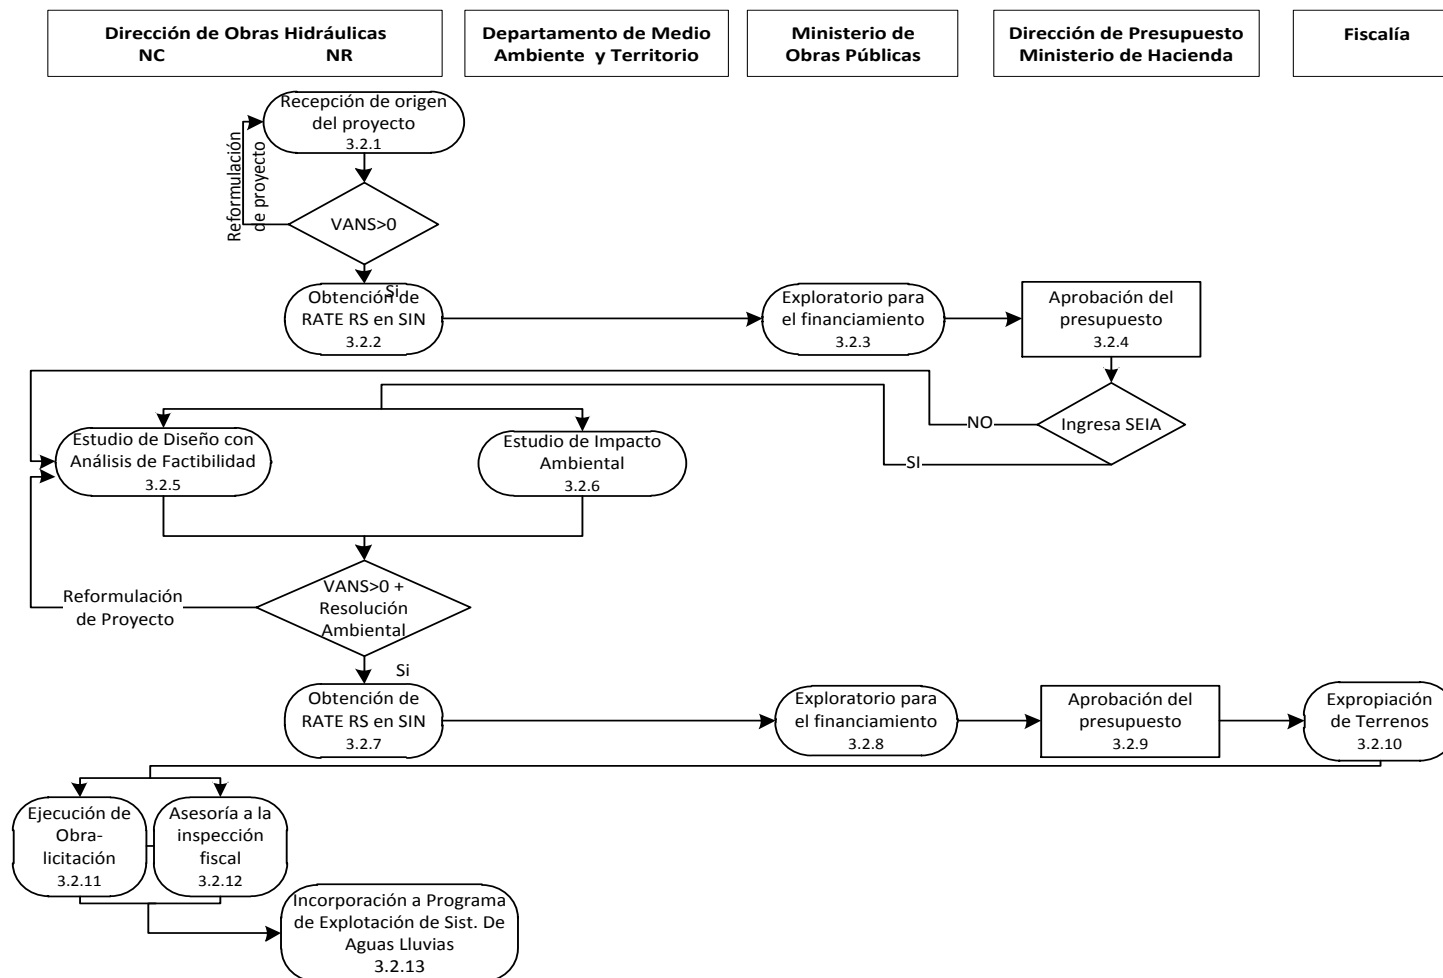 Dirección de Obras Hidráulicas
NC NR
Departamento de Medio
Ambiente y Territorio
Ministerio de
Obras Públicas
Dirección de Presupuesto
Ministerio de Hacienda
Fiscalía
Recepción de origen
del proyecto
3.2.1
Reformulación
de proyecto
VANS>0
Si
Obtención de
RATE RS en SIN
3.2.2
Exploratorio para
el financiamiento
3.2.3
Aprobación del
presupuesto
3.2.4
NO
Ingresa SEIA
SI
Estudio de Diseño con
Análisis de Factibilidad
3.2.5
Estudio de Impacto
Ambiental
3.2.6
Reformulación
de Proyecto
VANS>0 +
Resolución
Ambiental
Si
Obtención de
RATE RS en SIN
3.2.7
Exploratorio para
el financiamiento
3.2.8
Aprobación del
presupuesto
3.2.9
Expropiación
de Terrenos
3.2.10
Ejecución de
Obra-
licitación
3.2.11
Asesoría a la
inspección
fiscal
3.2.12
Incorporación a Programa
de Explotación de Sist. De
Aguas Lluvias
3.2.13